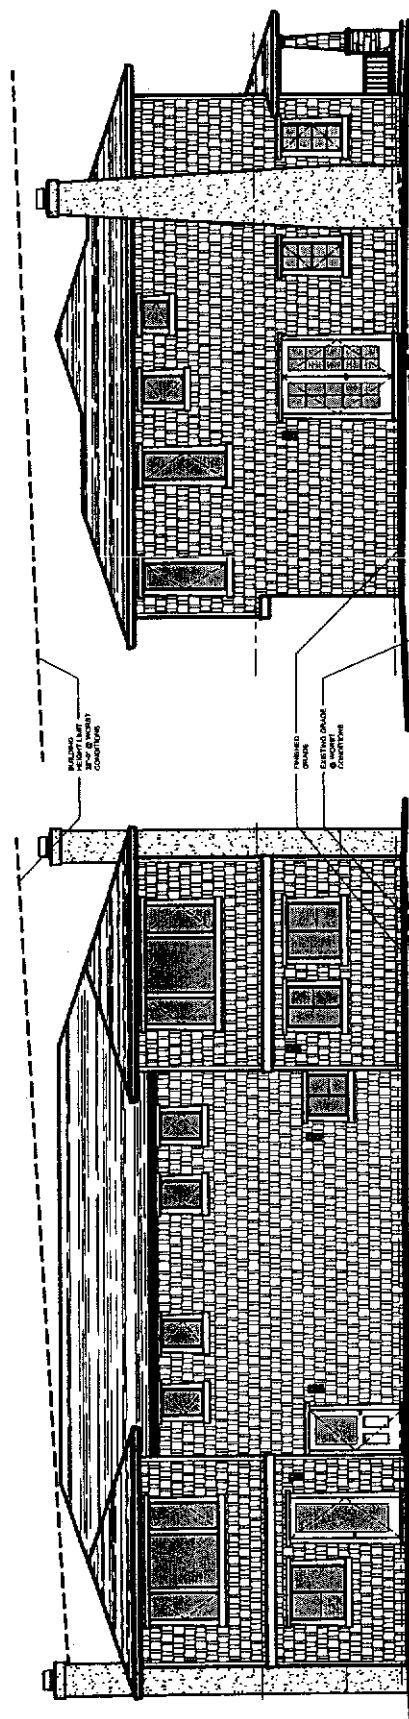 BUILDING
HEIGHT LIMIT
@ WORST
CONDITIONS
FINISHED
GRADE
EXISTING GRADE
@ WORST
CONDITIONS